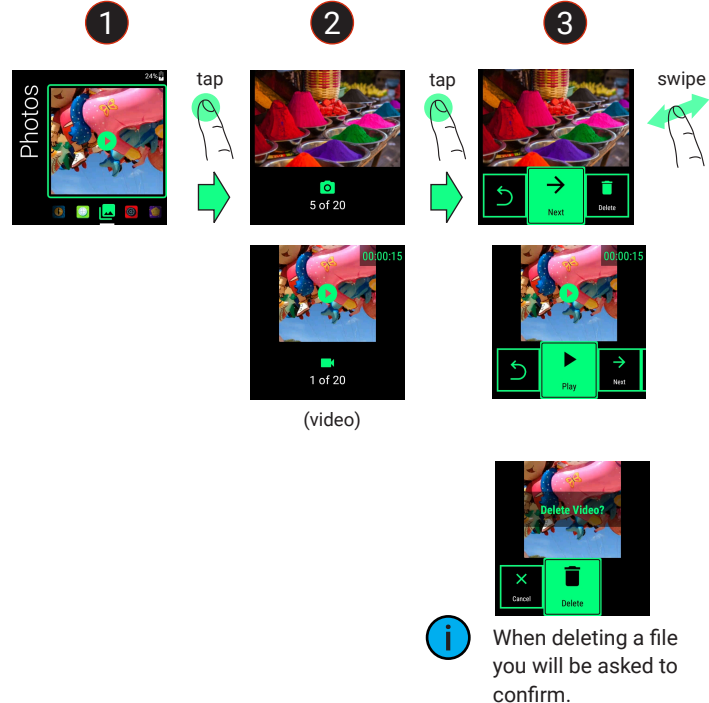 1
2
3
24%
Photos
tap
5 of 20
tap
Next
Delete
swipe
00:00:15
1 of 20
(video)
00:00:15
Play
Next
Delete Video?
Cancel
Delete
i
When deleting a file
you will be asked to
confirm.